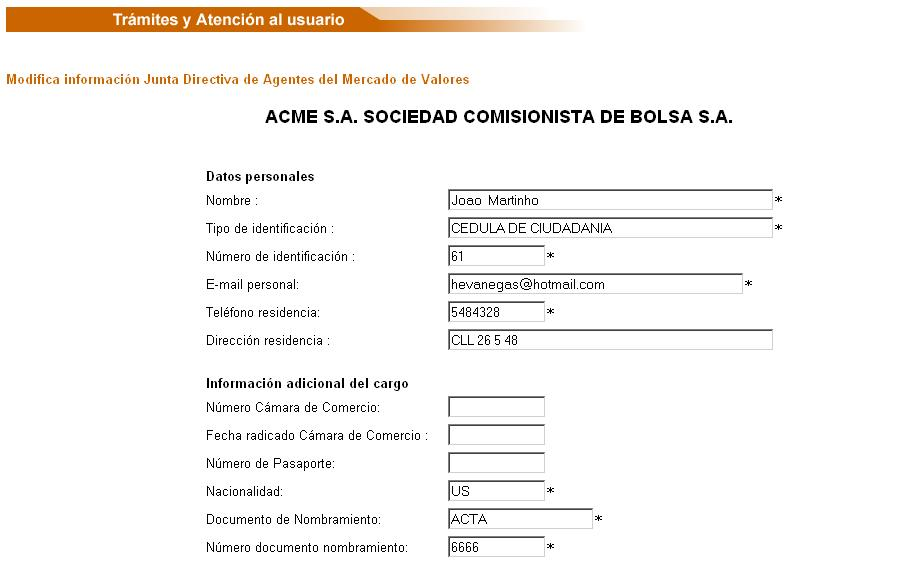 Trámites y Atención al usuario
Modifica información Junta Directiva de Agentes del Mercado de Valores
ACME S.A. SOCIEDAD COMISIONISTA DE BOLSA S.A.
Datos personales
Nombre : Joao Martinho *
Tipo de identificación : CEDULA DE CIUDADANIA *
Número de identificación : 61 *
E-mail personal: hevanegas@hotmail.com *
Teléfono residencia: 5484328 *
Dirección residencia : CLL 26 5 48
Información adicional del cargo
Número Cámara de Comercio:
Fecha radicado Cámara de Comercio :
Número de Pasaporte:
Nacionalidad: US *
Documento de Nombramiento: ACTA *
Número documento nombramiento: 6666 *